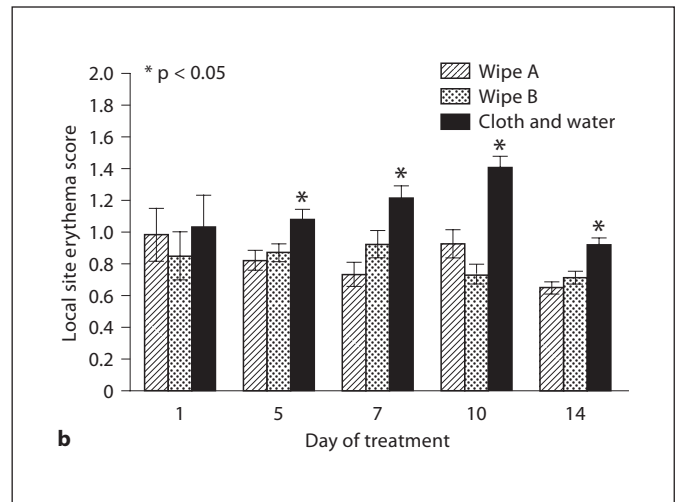 * p < 0.05
Wipe A
Wipe B
Cloth and water
Local site erythema score
2.0
1.8
1.6
1.4
1.2
1.0
0.8
0.6
0.4
0.2
0
*
*
*
*
1
5
7
10
14
Day of treatment
b